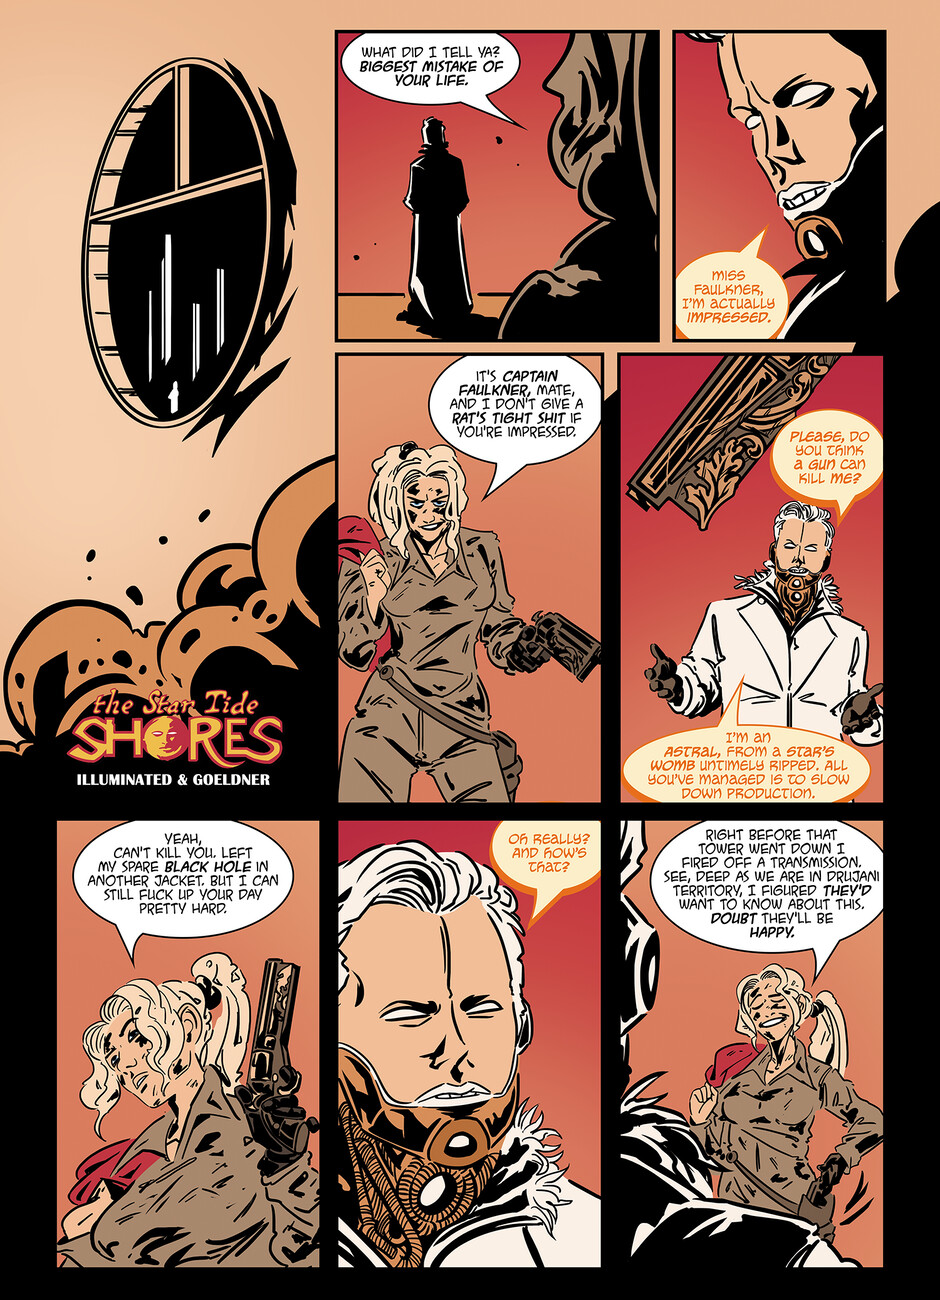 WHAT DID I TELL YA?
BIGGEST MISTAKE OF
YOUR LIFE.
MISS
FAULKNER,
I'M ACTUALLY
IMPRESSED.
IT'S CAPTAIN
FAULKNER, MATE,
AND I DON'T GIVE A
RAT'S TIGHT SHIT IF
YOU'RE IMPRESSED.
PLEASE, DO
YOU THINK
A GUN CAN
KILL ME?
I'M AN
ASTRAL, FROM A STAR'S
WOMB UNTIMELY RIPPED. ALL
YOU'VE MANAGED IS TO SLOW
DOWN PRODUCTION.
the Star Tide
SHORES
ILLUMINATED & GOELDNER
YEAH,
CAN'T KILL YOU. LEFT
MY SPARE BLACK HOLE IN
ANOTHER JACKET. BUT I CAN
STILL FUCK UP YOUR DAY
PRETTY HARD.
OH REALLY?
AND HOW'S
THAT?
RIGHT BEFORE THAT
TOWER WENT DOWN I
FIRED OFF A TRANSMISSION.
SEE, DEEP AS WE ARE IN DRUJANI
TERRITORY, I FIGURED THEY'D
WANT TO KNOW ABOUT THIS.
DOUBT THEY'LL BE
HAPPY.